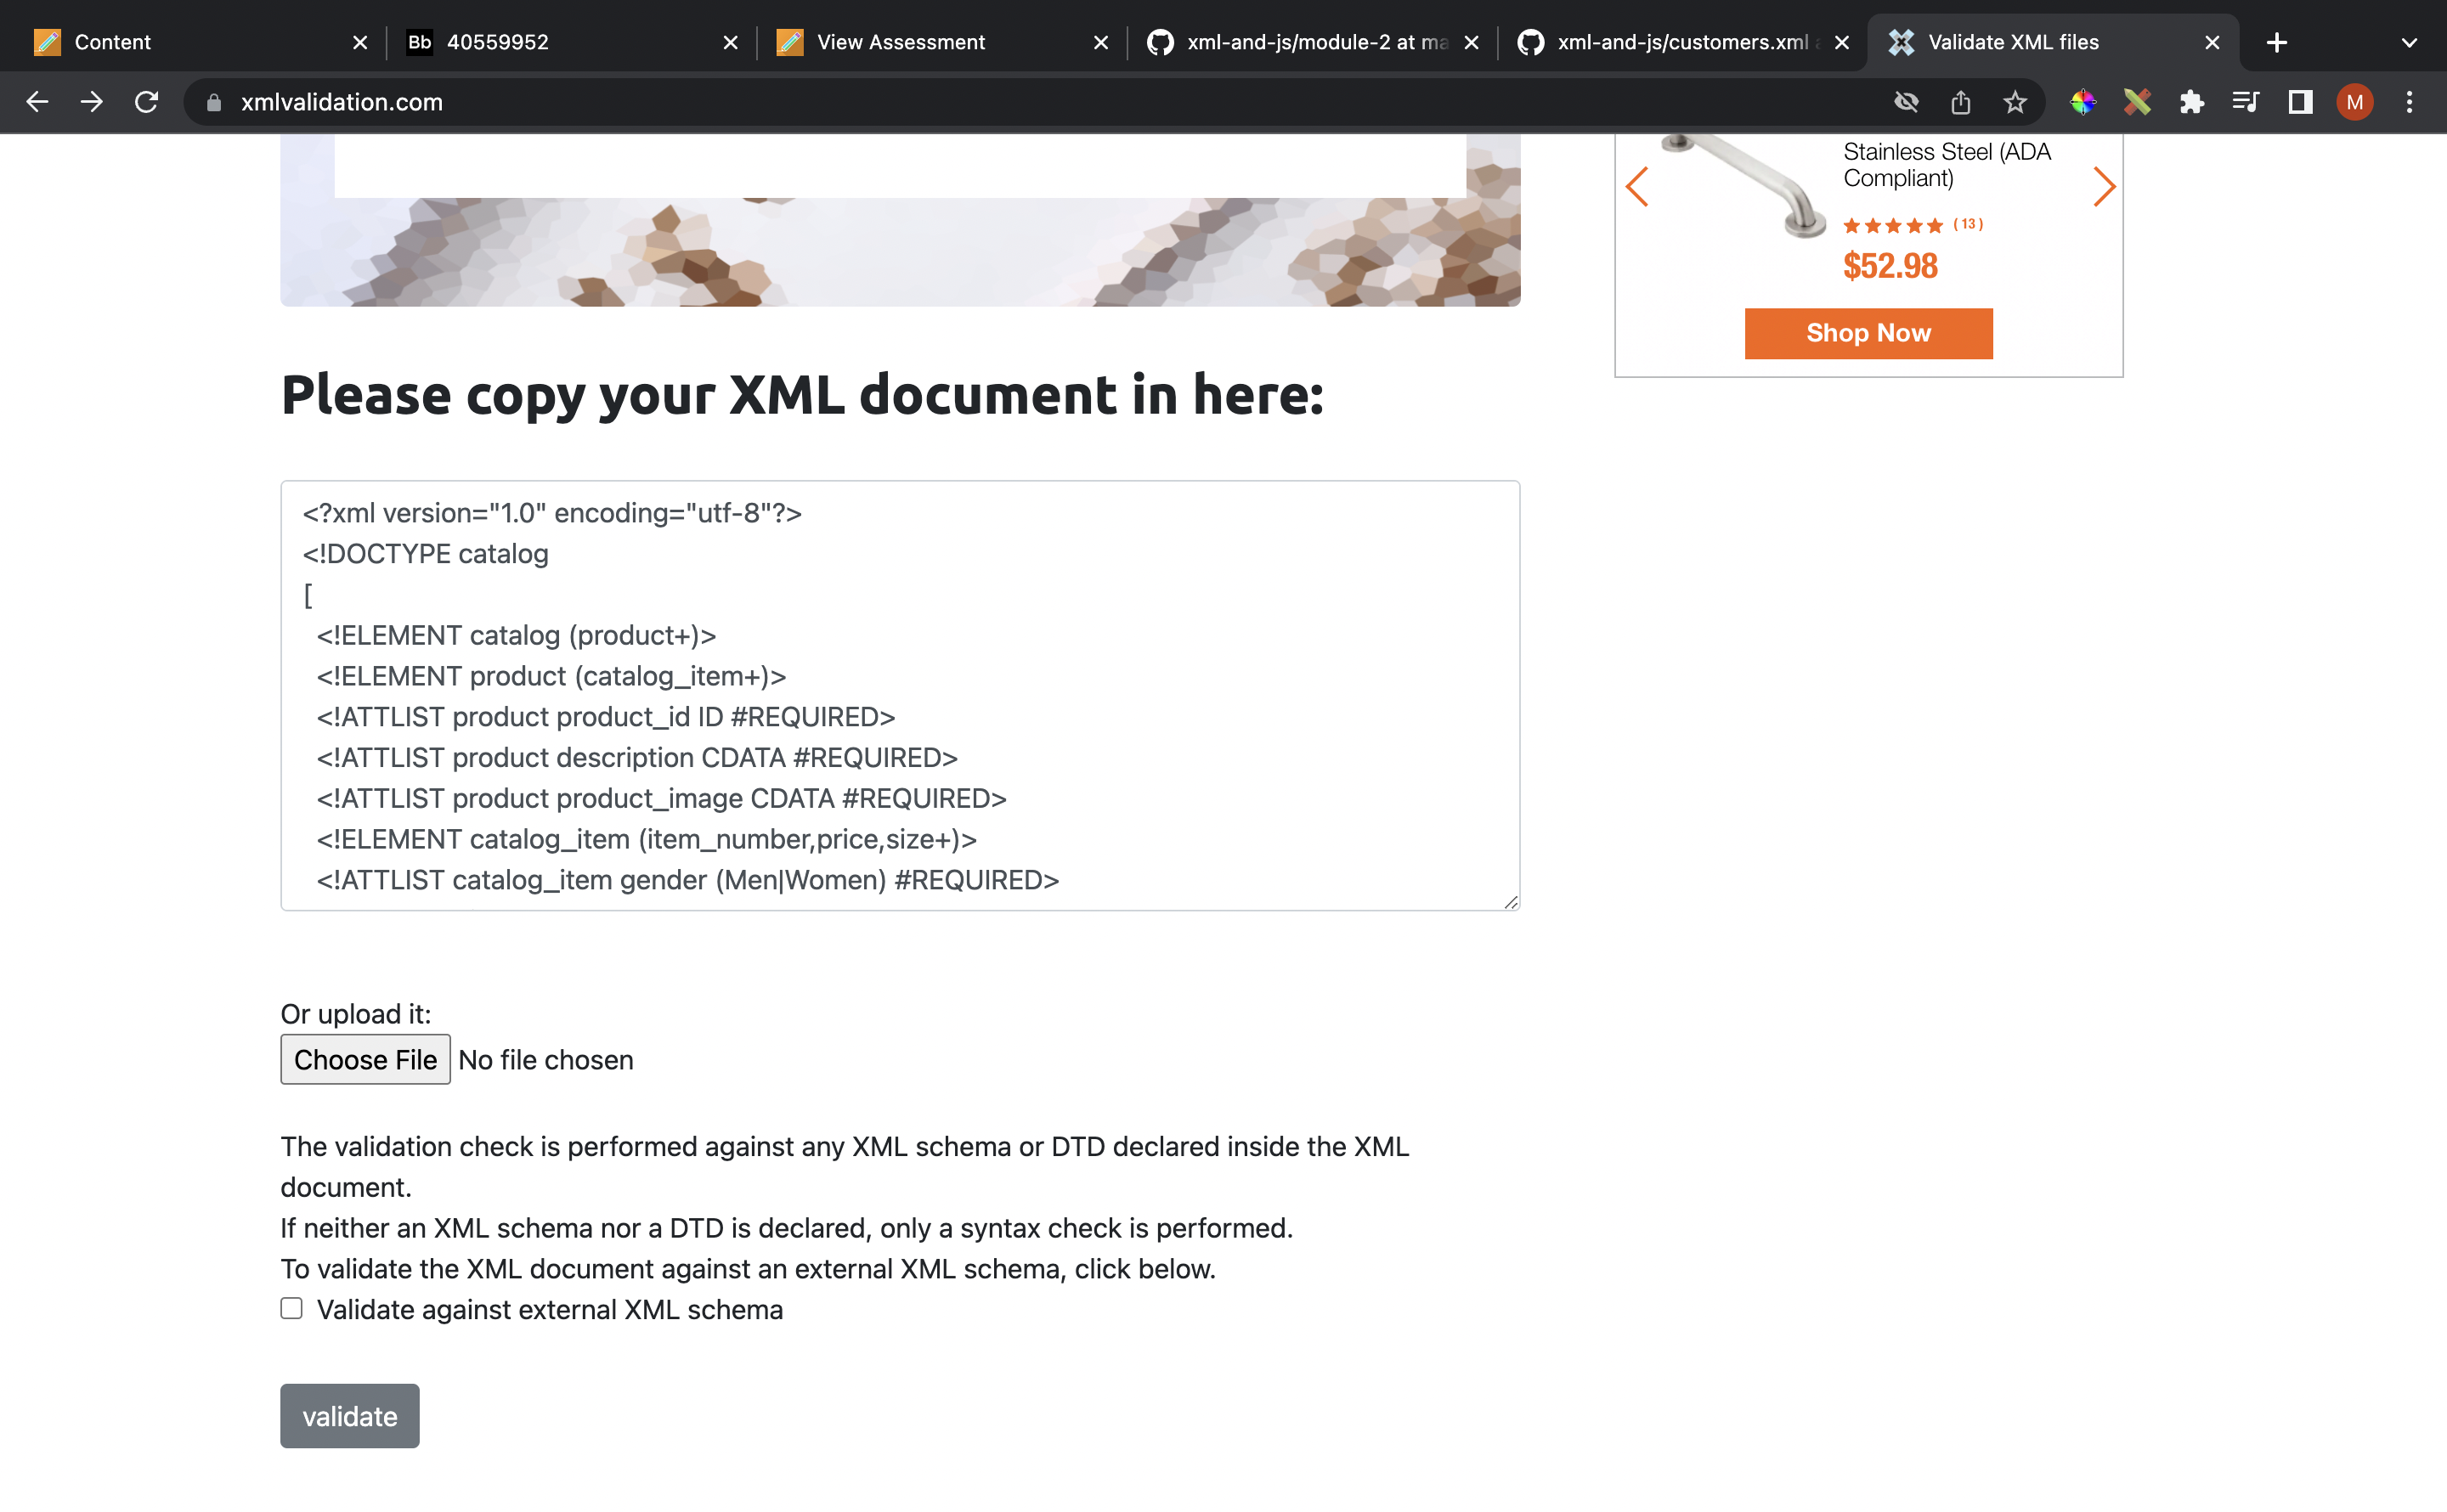 Content
Bb 40559952
View Assessment
xml-and-js/module-2 at ma
xml-and-js/customers.xml
Validate XML files
xmlvalidation.com
M
Stainless Steel (ADA
Compliant)
(13)
$52.98
Shop Now
Please copy your XML document in here:
<?xml version="1.0" encoding="utf-8"?>
<!DOCTYPE catalog
[
<!ELEMENT catalog (product+)>
<!ELEMENT product (catalog_item+)>
<!ATTLIST product product_id ID #REQUIRED>
<!ATTLIST product description CDATA #REQUIRED>
<!ATTLIST product product_image CDATA #REQUIRED>
<!ELEMENT catalog_item (item_number,price,size+)>
<!ATTLIST catalog_item gender (Men|Women) #REQUIRED>
Or upload it:
Choose File No file chosen
The validation check is performed against any XML schema or DTD declared inside the XML
document.
If neither an XML schema nor a DTD is declared, only a syntax check is performed.
To validate the XML document against an external XML schema, click below.
Validate against external XML schema
validate